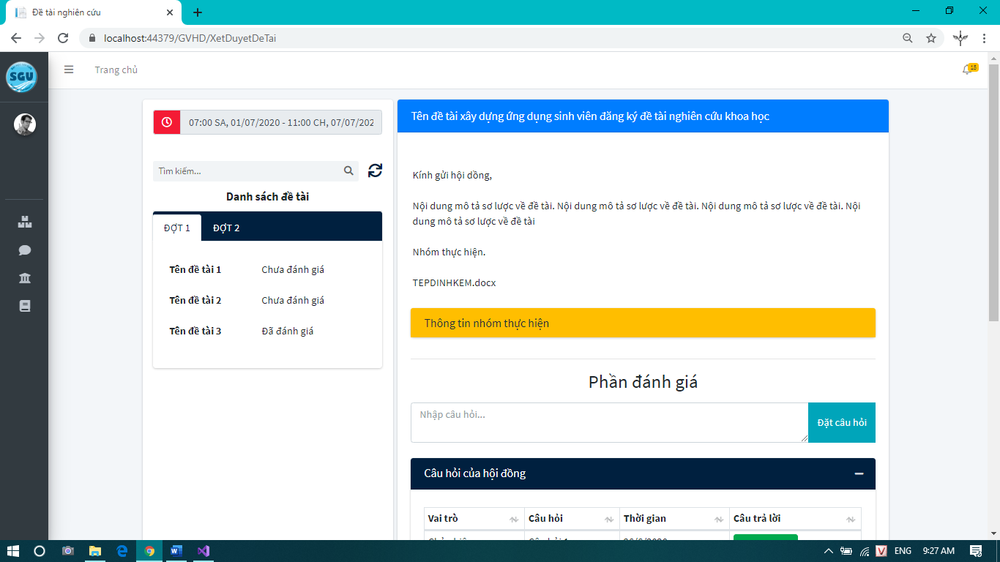 Đề tài nghiên cứu
localhost:44379/GVHD/XetDuyetDeTai
SGU
Trang chủ
15
07:00 SA, 01/07/2020 - 11:00 CH, 07/07/202
Tìm kiếm...
Danh sách đề tài
ĐỢT 1 ĐỢT 2
Tên đề tài 1 Chưa đánh giá
Tên đề tài 2 Chưa đánh giá
Tên đề tài 3 Đã đánh giá
Tên đề tài xây dựng ứng dụng sinh viên đăng ký đề tài nghiên cứu khoa học
Kính gửi hội dồng,
Nội dung mô tả sơ lược về đề tài. Nội dung mô tả sơ lược về đề tài. Nội dung mô tả sơ lược về đề tài. Nội
dung mô tả sơ lược về đề tài
Nhóm thực hiện.
TEPDINHKEM.docx
Thông tin nhóm thực hiện
Phần đánh giá
Nhập câu hỏi...
Đặt câu hỏi
Câu hỏi của hội đồng
Vai trò Câu hỏi Thời gian Câu trả lời
ENG 9:27 AM